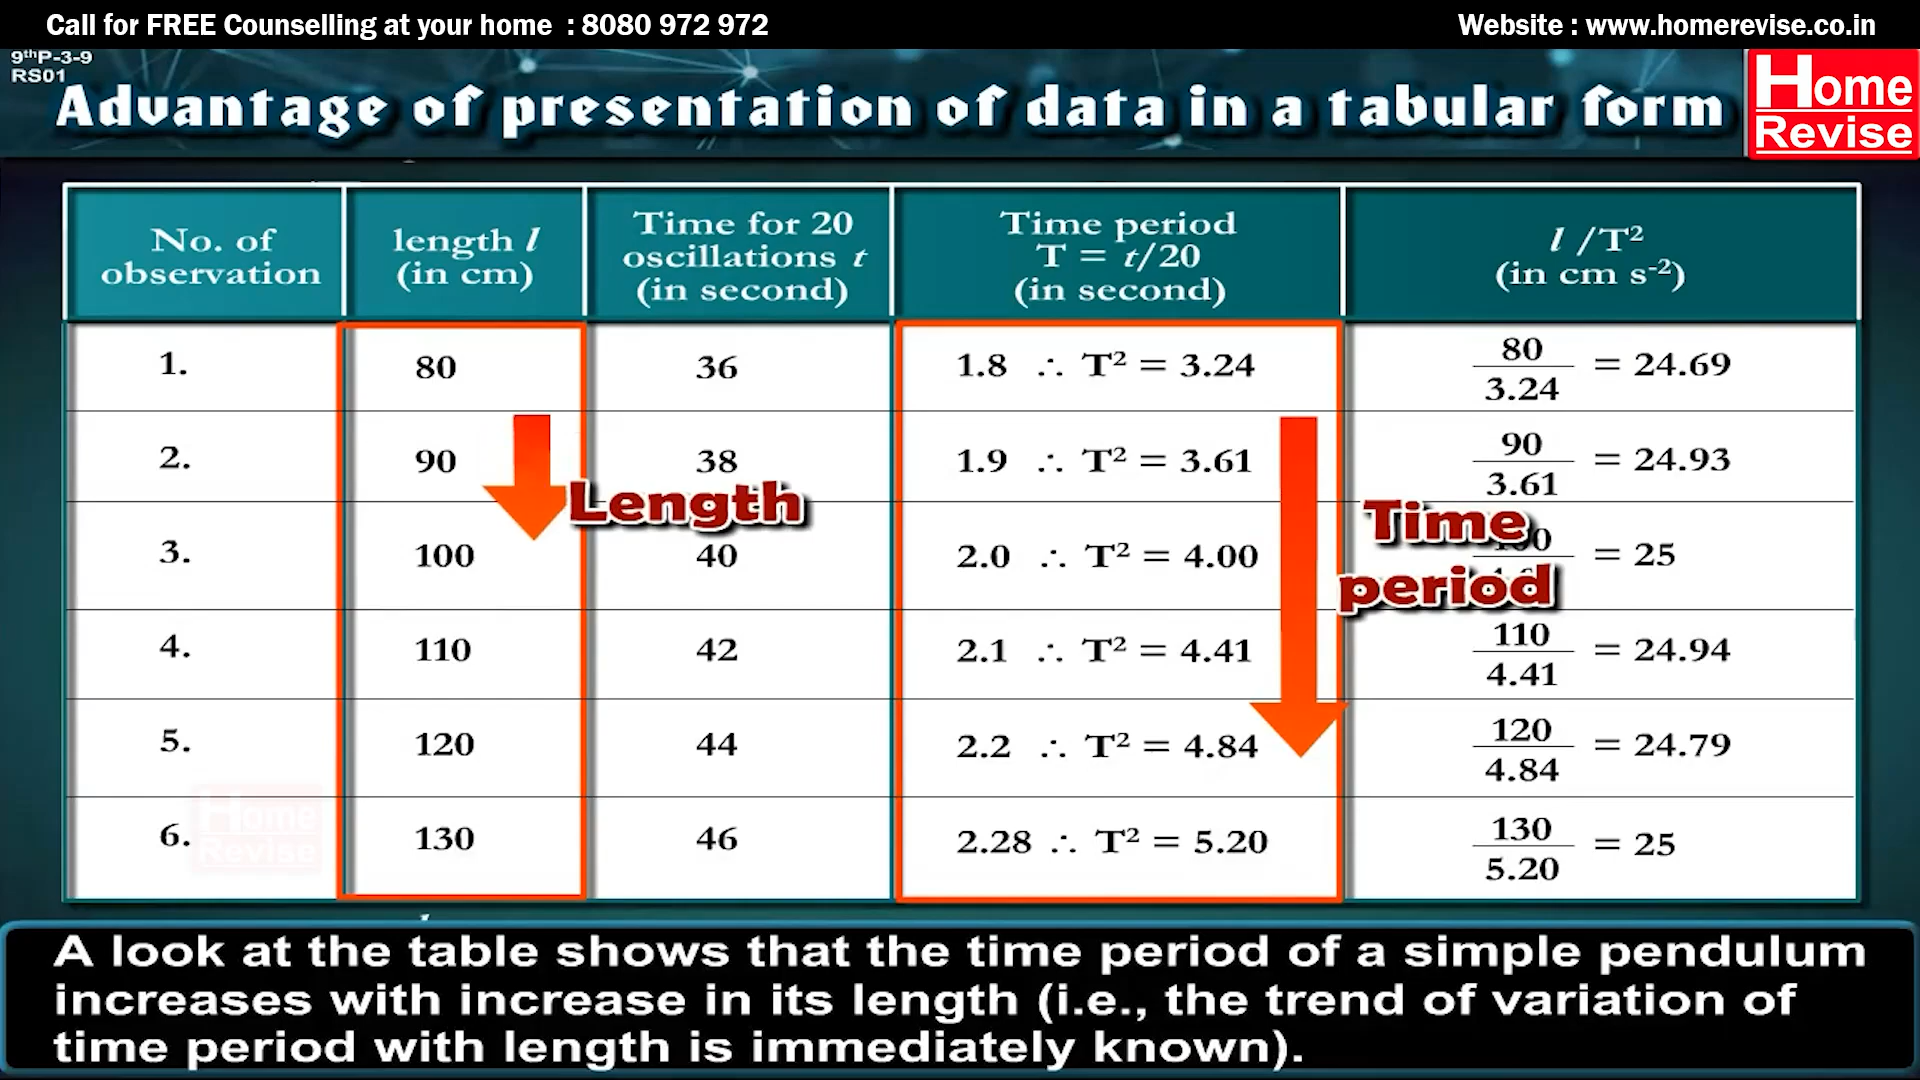 Call for FREE Counselling at your home : 8080 972 972
Website : www.homerevise.co.in
9thP-3-9
RS01
Advantage of presentation of data in a tabular form
Home
Revise
No. of
observation
length l
(in cm)
Time for 20
oscillations t
(in second)
Time period
T = t/20
(in second)
l /T²
(in cm s⁻²)
1. 80 36 1.8 ∴ T² = 3.24 80/3.24 = 24.69
2. 90 38 1.9 ∴ T² = 3.61 90/3.61 = 24.93
Length
Time
period
3. 100 40 2.0 ∴ T² = 4.00 = 25
4. 110 42 2.1 ∴ T² = 4.41 110/4.41 = 24.94
5. 120 44 2.2 ∴ T² = 4.84 120/4.84 = 24.79
6. 130 46 2.28 ∴ T² = 5.20 130/5.20 = 25
Home
Revise
A look at the table shows that the time period of a simple pendulum
increases with increase in its length (i.e., the trend of variation of
time period with length is immediately known).